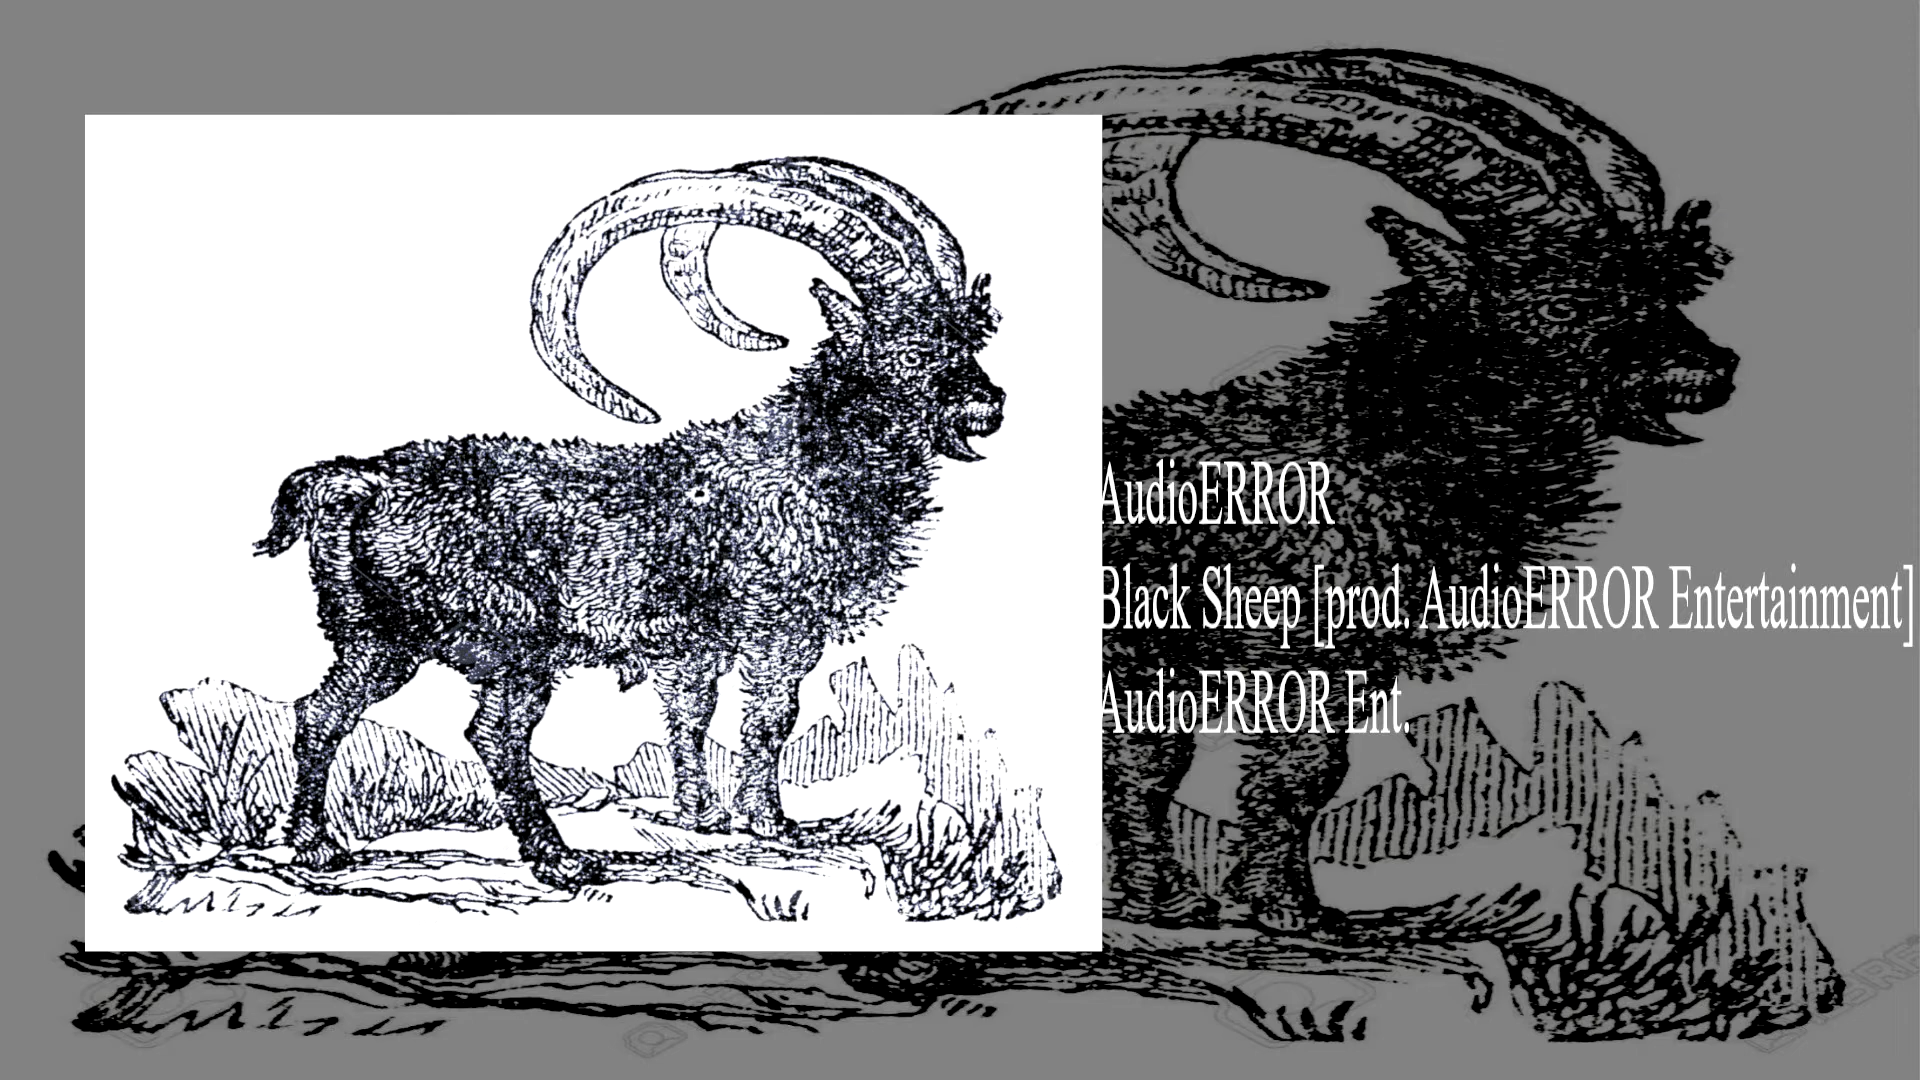 AudioERROR
Black Sheep [prod. AudioERROR Entertainment]
AudioERROR Ent.